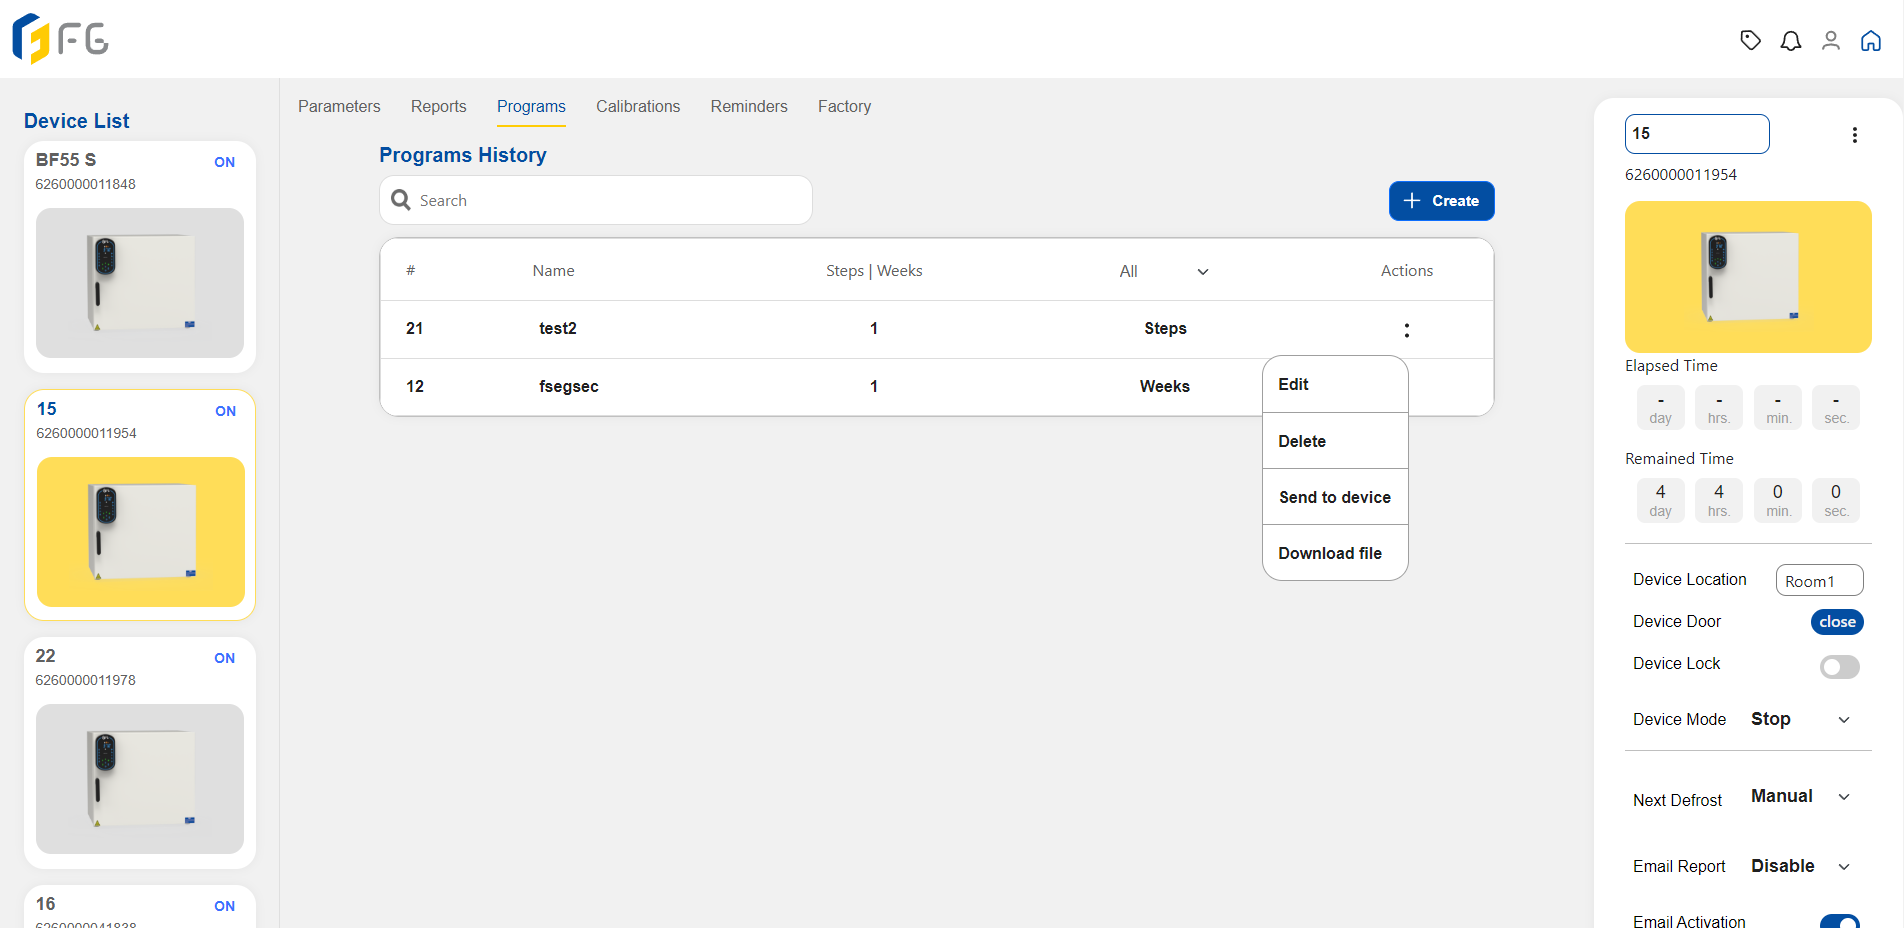 FG
Device List
BF55 S
ON
6260000011848
15
ON
6260000011954
22
ON
6260000011978
16
ON
Parameters
Reports
Programs
Calibrations
Reminders
Factory
Programs History
Search
+ Create
# Name Steps | Weeks All Actions
21 test2 1 Steps
12 fsegsec 1 Weeks
Edit
Delete
Send to device
Download file
15
6260000011954
Elapsed Time
- - - -
day hrs. min. sec.
Remained Time
4 4 0 0
day hrs. min. sec.
Device Location Room1
Device Door close
Device Lock
Device Mode Stop
Next Defrost Manual
Email Report Disable
Email Activation